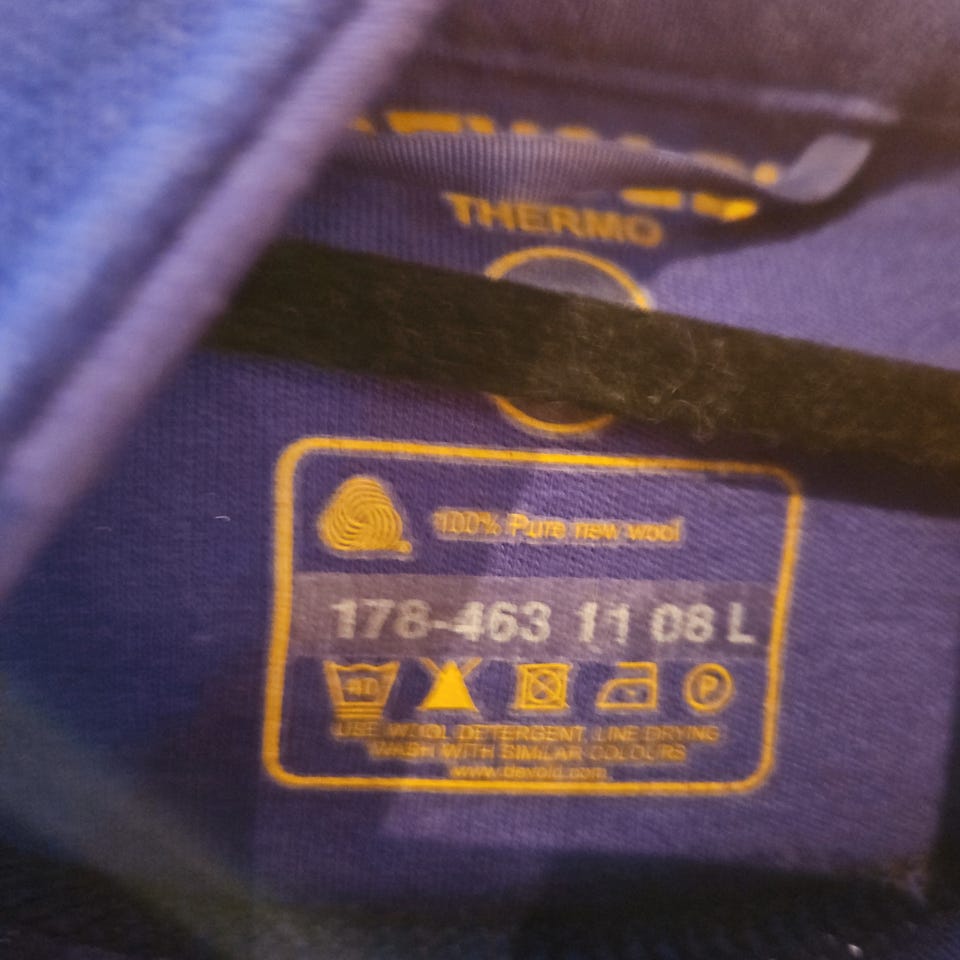 THERMO
100% Pure new wool
178-463 11 08 L
40 P
USE WOOL DETERGENT, LINE DRYING
WASH WITH SIMILAR COLOURS
www.devold.com